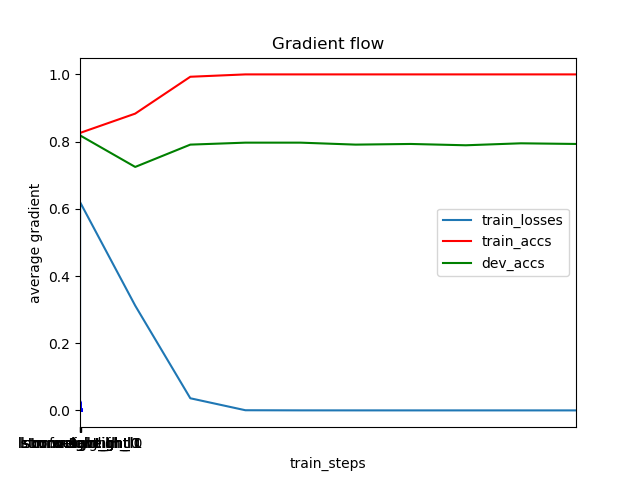 Gradient flow
1.0
0.8
0.6
0.4
0.2
0.0
average gradient
train_losses
train_accs
dev_accs
train_steps